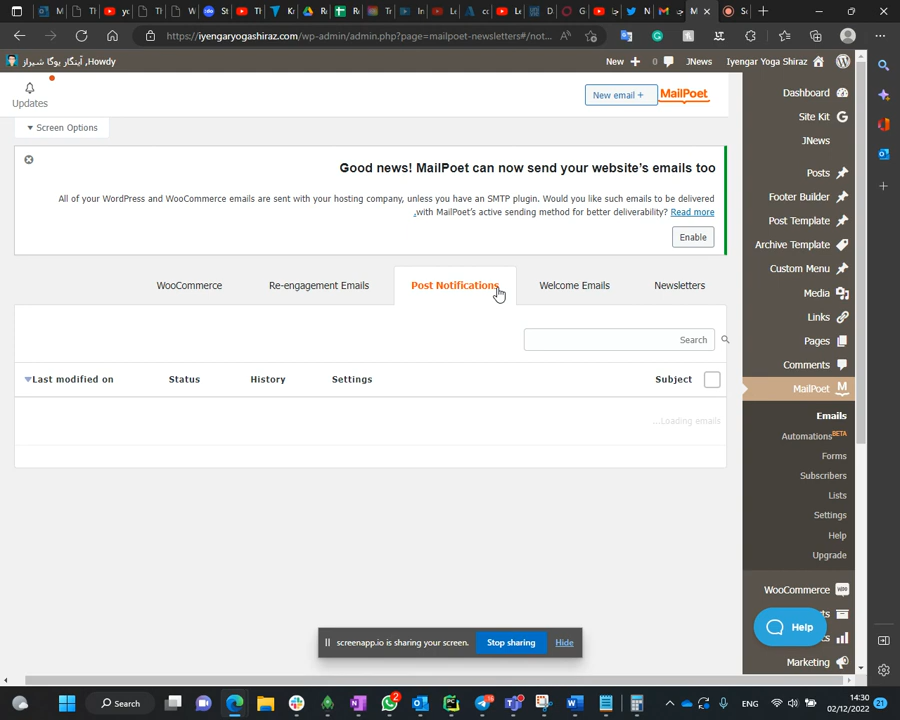 https://iyengaryogashiraz.com/wp-admin/admin.php?page=mailpoet-newsletters#/not...
Howdy, آینگار یوگا شیراز
New +
0
JNews
Iyengar Yoga Shiraz
Updates
New email +
MailPoet
Screen Options
Good news! MailPoet can now send your website's emails too
All of your WordPress and WooCommerce emails are sent with your hosting company, unless you have an SMTP plugin. Would you like such emails to be delivered
with MailPoet's active sending method for better deliverability? Read more.
Enable
WooCommerce
Re-engagement Emails
Post Notifications
Welcome Emails
Newsletters
Search
Last modified on
Status
History
Settings
Subject
Loading emails...
Dashboard
Site Kit
JNews
Posts
Footer Builder
Post Template
Archive Template
Custom Menu
Media
Links
Pages
Comments
MailPoet
Emails
Automations BETA
Forms
Subscribers
Lists
Settings
Help
Upgrade
WooCommerce
Help
Marketing
screenapp.io is sharing your screen.
Stop sharing
Hide
Search
2
ENG
14:30
02/12/2022
21